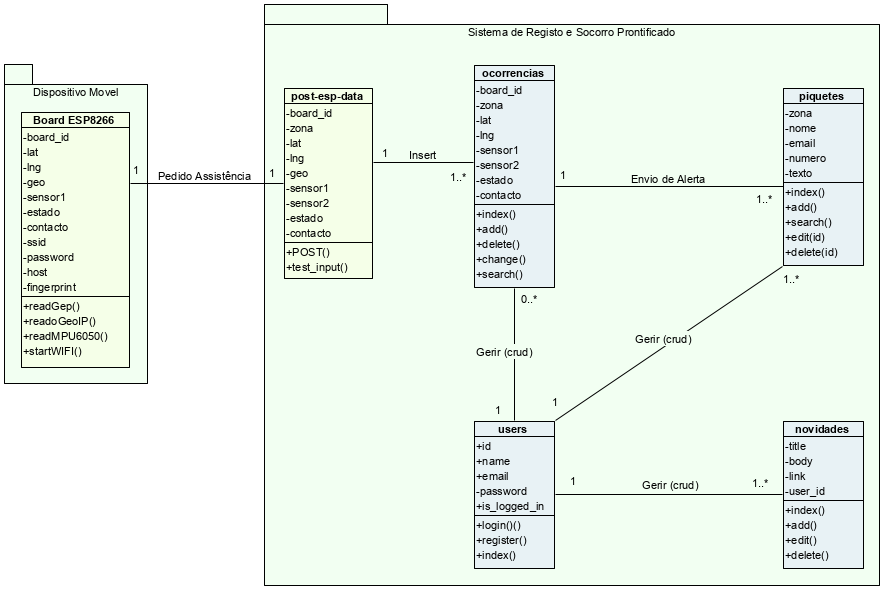 Sistema de Registo e Socorro Prontificado
Dispositivo Movel
Board ESP8266
-board_id
-lat
-lng
-geo
-sensor1
-estado
-contacto
-ssid
-password
-host
-fingerprint
+readGep()
+readoGeoIP()
+readMPU6050()
+startWIFI()
1
Pedido Assistência
1
post-esp-data
-board_id
-zona
-lat
-lng
-geo
-sensor1
-sensor2
-estado
-contacto
+POST()
+test_input()
1
Insert
1..*
ocorrencias
-board_id
-zona
-lat
-lng
-sensor1
-sensor2
-estado
-contacto
+index()
+add()
+delete()
+change()
+search()
1
Envio de Alerta
1..*
piquetes
-zona
-nome
-email
-numero
-texto
+index()
+add()
+search()
+edit(id)
+delete(id)
0..*
Gerir (crud)
1
1..*
Gerir (crud)
1
users
+id
+name
+email
-password
+is_logged_in
+login()()
+register()
+index()
1
Gerir (crud)
1..*
novidades
-title
-body
-link
-user_id
+index()
+add()
+edit()
+delete()